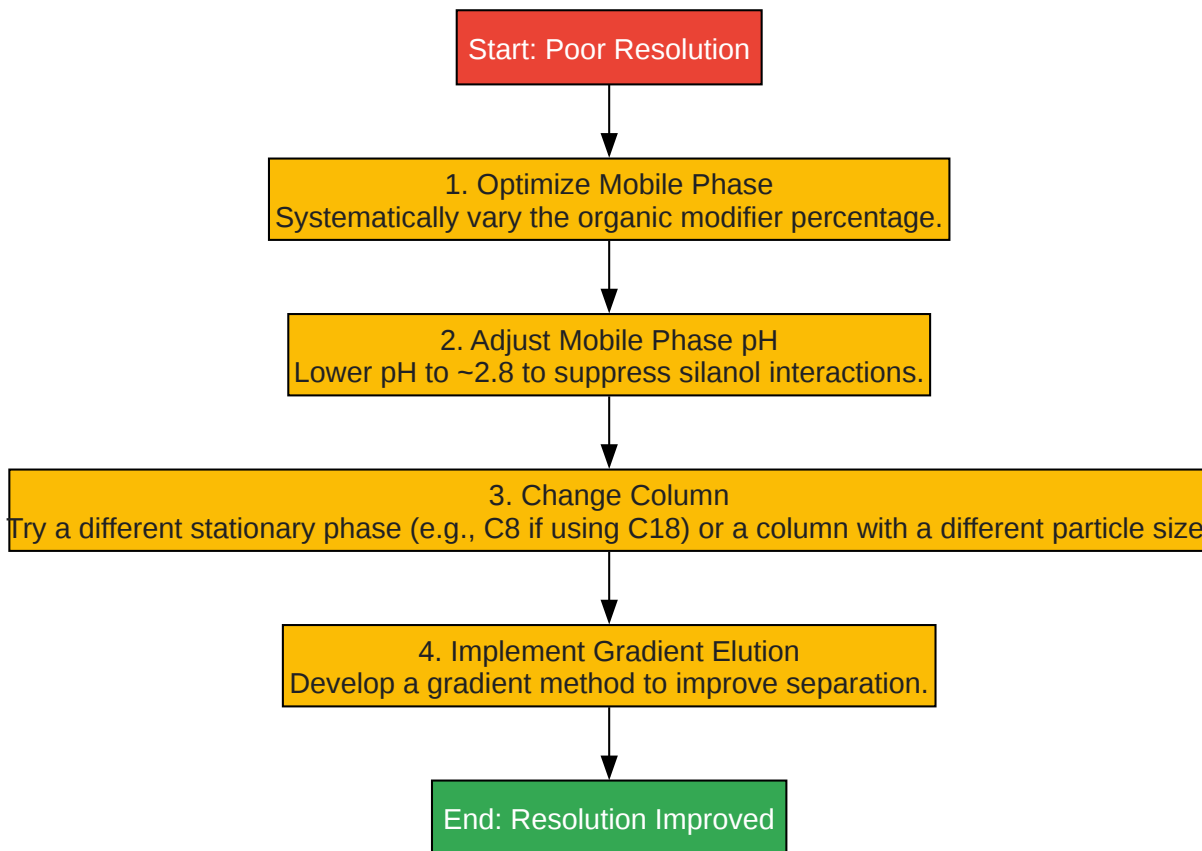 Start: Poor Resolution
1. Optimize Mobile Phase
Systematically vary the organic modifier percentage.
2. Adjust Mobile Phase pH
Lower pH to ~2.8 to suppress silanol interactions.
3. Change Column
Try a different stationary phase (e.g., C8 if using C18) or a column with a different particle size
4. Implement Gradient Elution
Develop a gradient method to improve separation.
End: Resolution Improved